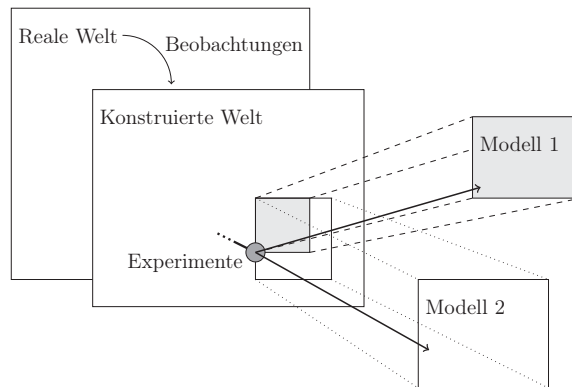 Reale Welt
Beobachtungen
Konstruierte Welt
Modell 1
Experimente
Modell 2